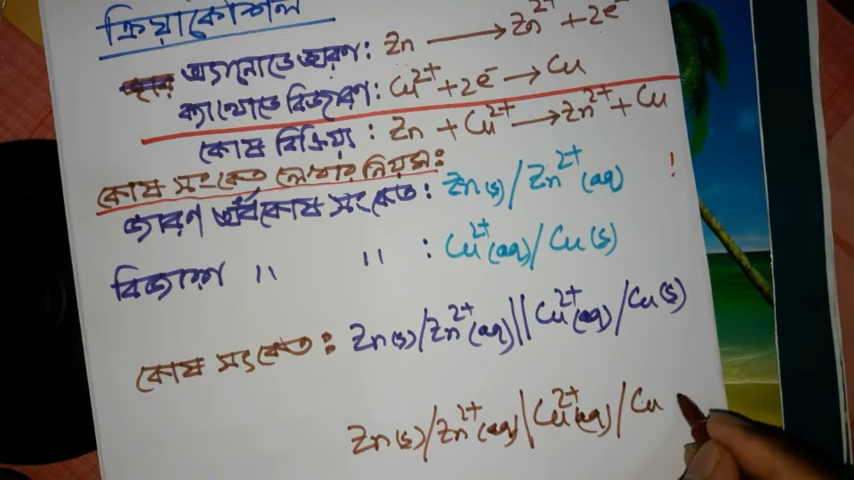 ক্রিয়াকৌশল
অ্যানোডে জারণ: Zn ⟶ Zn²⁺ + 2e⁻
ক্যাথোডে বিজারণ: Cu²⁺ + 2e⁻ → Cu
কোষ বিক্রিয়া: Zn + Cu²⁺ ⟶ Zn²⁺ + Cu
কোষ সংকেত লেখার নিয়ম:
জারণ অর্ধকোষ সংকেত: Zn(s)/Zn²⁺(aq) !
বিজারণ " " : Cu²⁺(aq)/Cu(s)
কোষ সংকেত: Zn(s)/Zn²⁺(aq)||Cu²⁺(aq)/Cu(s)
Zn(s)/Zn²⁺(aq)|Cu²⁺(aq)/Cu